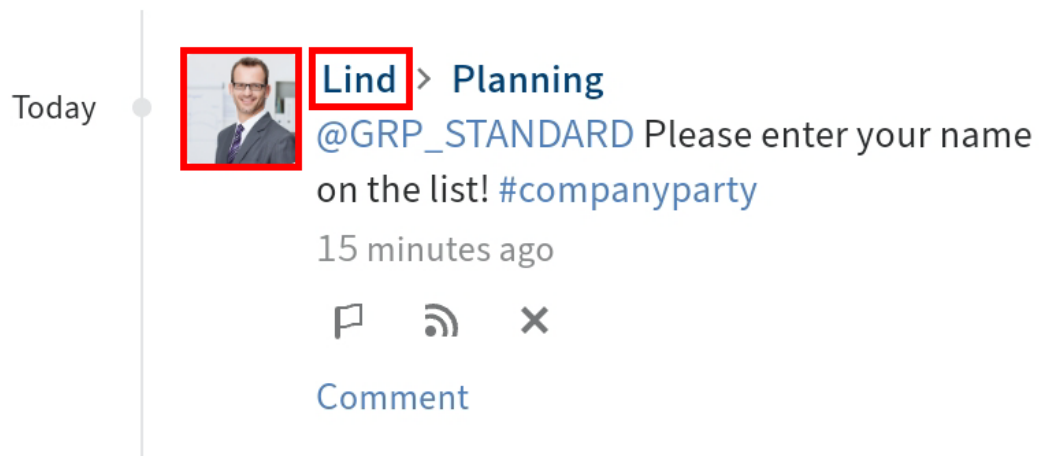 Today
Lind > Planning
@GRP_STANDARD Please enter your name
on the list! #companyparty
15 minutes ago
Comment